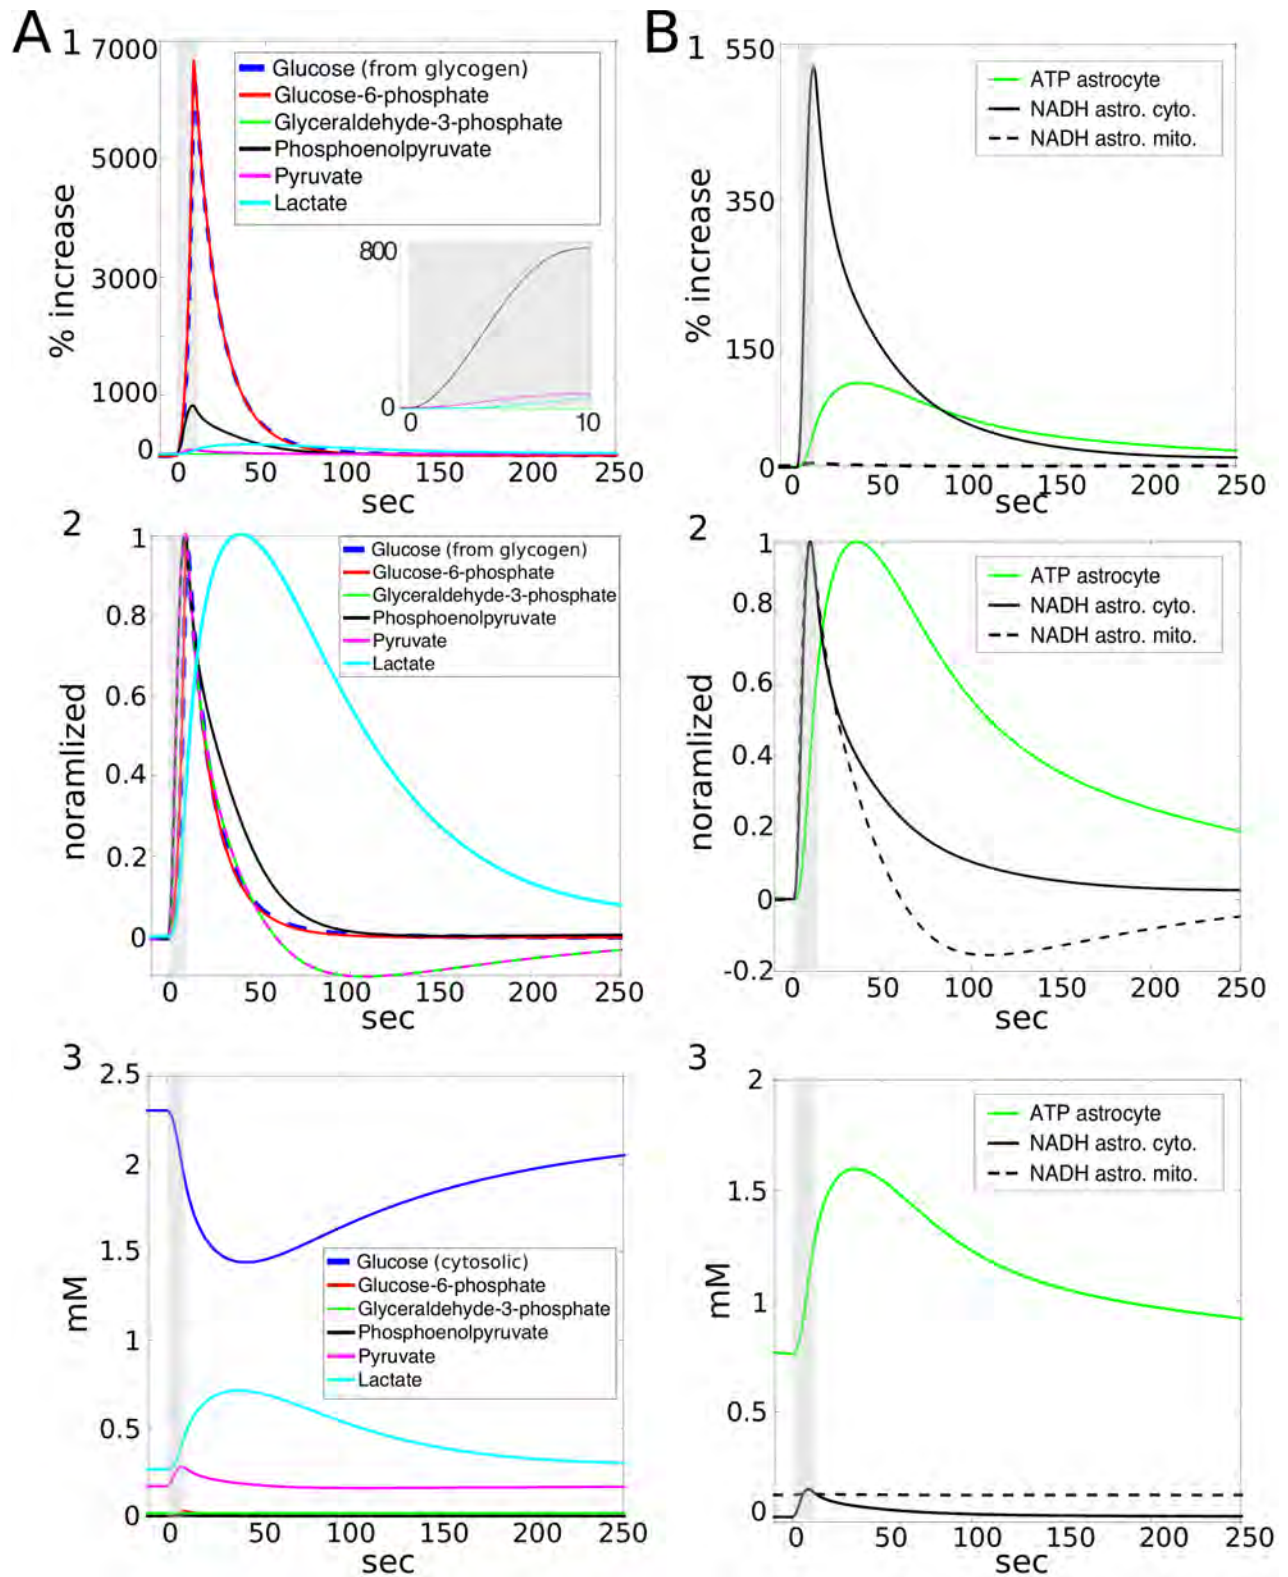 A
1
7000
5000
3000
1000
0
% increase
Glucose (from glycogen)
Glucose-6-phosphate
Glyceraldehyde-3-phosphate
Phosphoenolpyruvate
Pyruvate
Lactate
800
0
0
10
0
50
100
150
200
250
sec
B
1
550
350
150
0
% increase
ATP astrocyte
NADH astro. cyto.
NADH astro. mito.
0
50
100
150
200
250
sec
2
1
0.8
0.6
0.4
0.2
0
noramlized
Glucose (from glycogen)
Glucose-6-phosphate
Glyceraldehyde-3-phosphate
Phosphoenolpyruvate
Pyruvate
Lactate
0
50
100
150
200
250
sec
2
1
0.8
0.6
0.4
0.2
0
-0.2
noramlized
ATP astrocyte
NADH astro. cyto.
NADH astro. mito.
0
50
100
150
200
250
sec
3
2.5
2
1.5
1
0.5
0
mM
Glucose (cytosolic)
Glucose-6-phosphate
Glyceraldehyde-3-phosphate
Phosphoenolpyruvate
Pyruvate
Lactate
0
50
100
150
200
250
sec
3
2
1.5
1
0.5
0
mM
ATP astrocyte
NADH astro. cyto.
NADH astro. mito.
0
50
100
150
200
250
sec